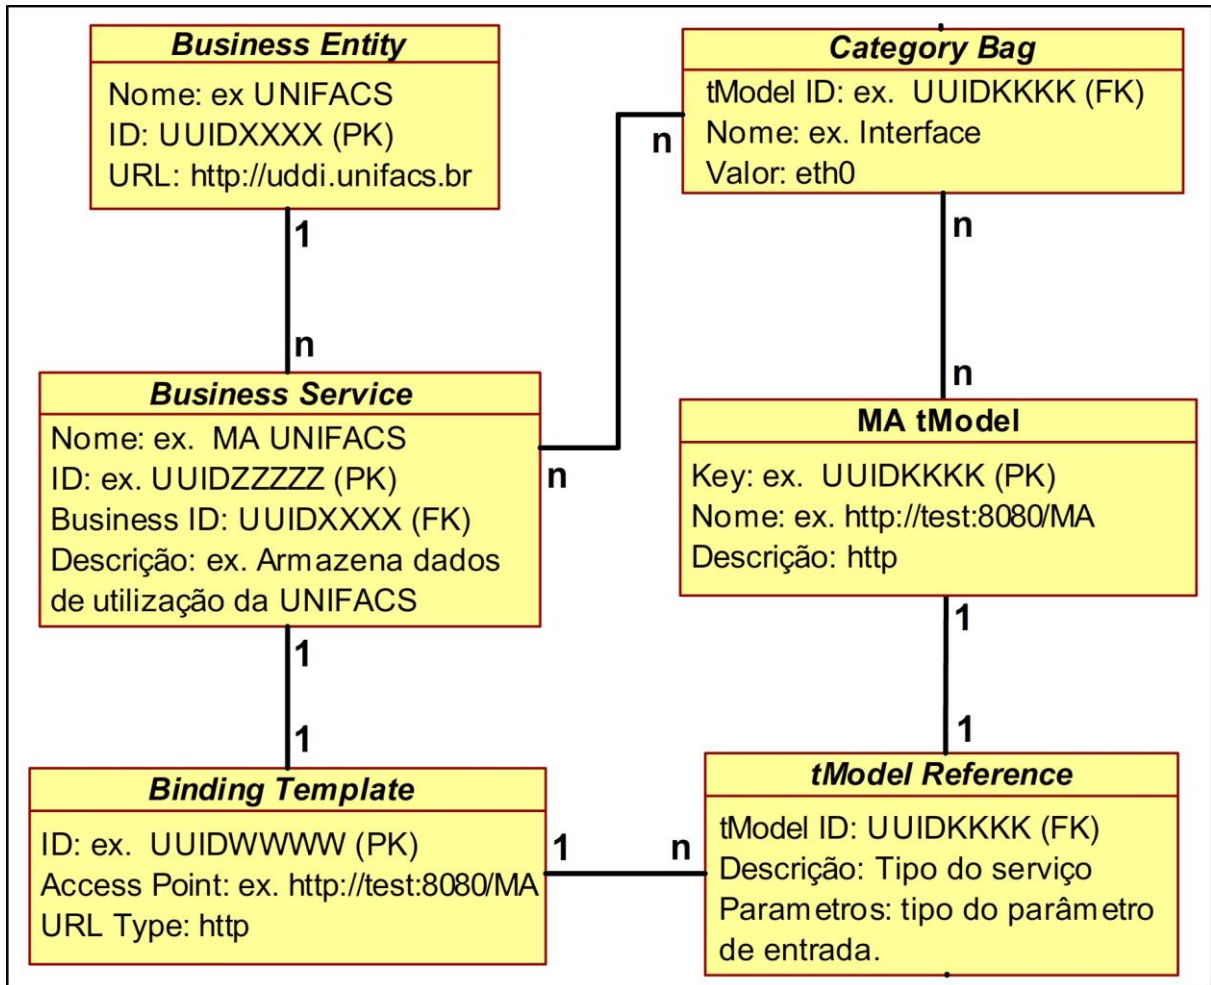 Business Entity
Nome: ex UNIFACS
ID: UUIDXXXX (PK)
URL: http://uddi.unifacs.br
1
n
Category Bag
tModel ID: ex. UUIDKKKK (FK)
Nome: ex. Interface
Valor: eth0
n
n
n
Business Service
Nome: ex. MA UNIFACS
ID: ex. UUIDZZZZZ (PK)
Business ID: UUIDXXXX (FK)
Descrição: ex. Armazena dados
de utilização da UNIFACS
n
1
1
MA tModel
Key: ex. UUIDKKKK (PK)
Nome: ex. http://test:8080/MA
Descrição: http
1
1
Binding Template
ID: ex. UUIDWWWW (PK)
Access Point: ex. http://test:8080/MA
URL Type: http
1
n
tModel Reference
tModel ID: UUIDKKKK (FK)
Descrição: Tipo do serviço
Parametros: tipo do parâmetro
de entrada.